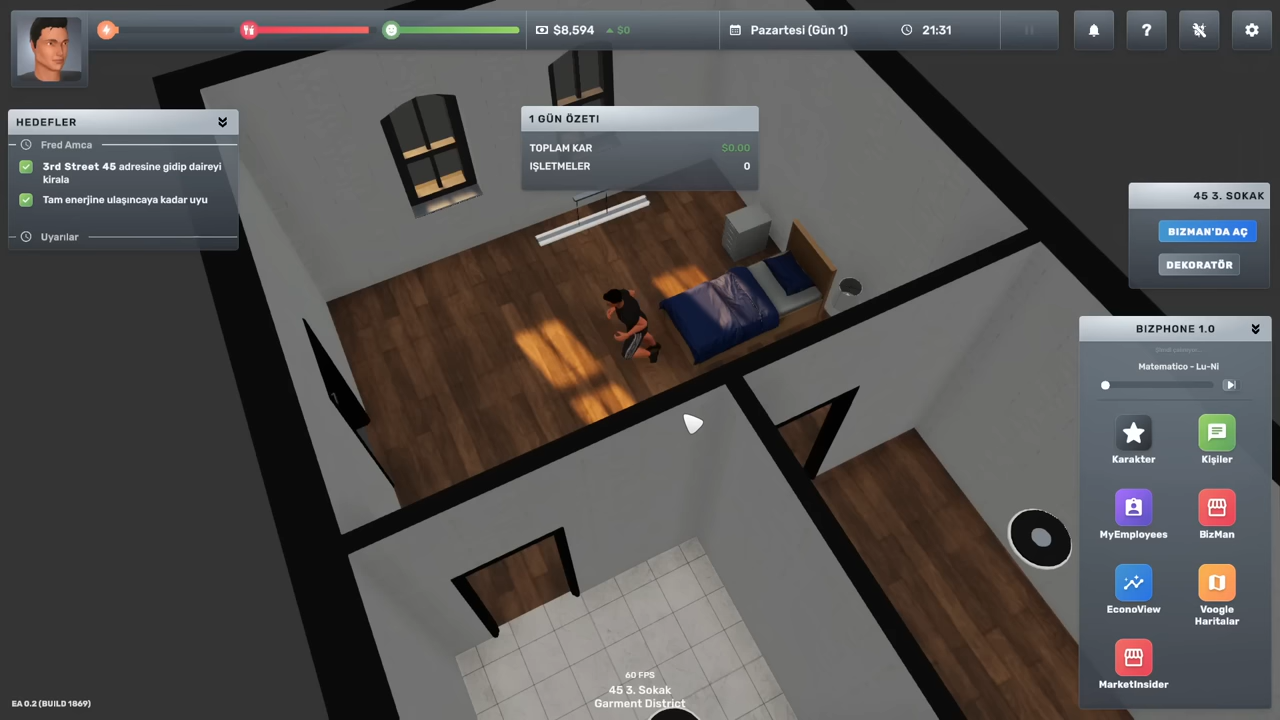 $8,594
$0
Pazartesi (Gün 1)
21:31
?
HEDEFLER
Fred Amca
3rd Street 45 adresine gidip daireyi
kirala
Tam enerjine ulaşıncaya kadar uyu
Uyarılar
1 GÜN ÖZETI
TOPLAM KAR
$0.00
IŞLETMELER
0
45 3. SOKAK
BIZMAN'DA AÇ
DEKORATÖR
BIZPHONE 1.0
Matematico - Lu-Ni
Karakter
Kişiler
MyEmployees
BizMan
EconoView
Voogle
Haritalar
MarketInsider
60 FPS
45 3. Sokak
Garment District
EA 0.2 (BUILD 1869)